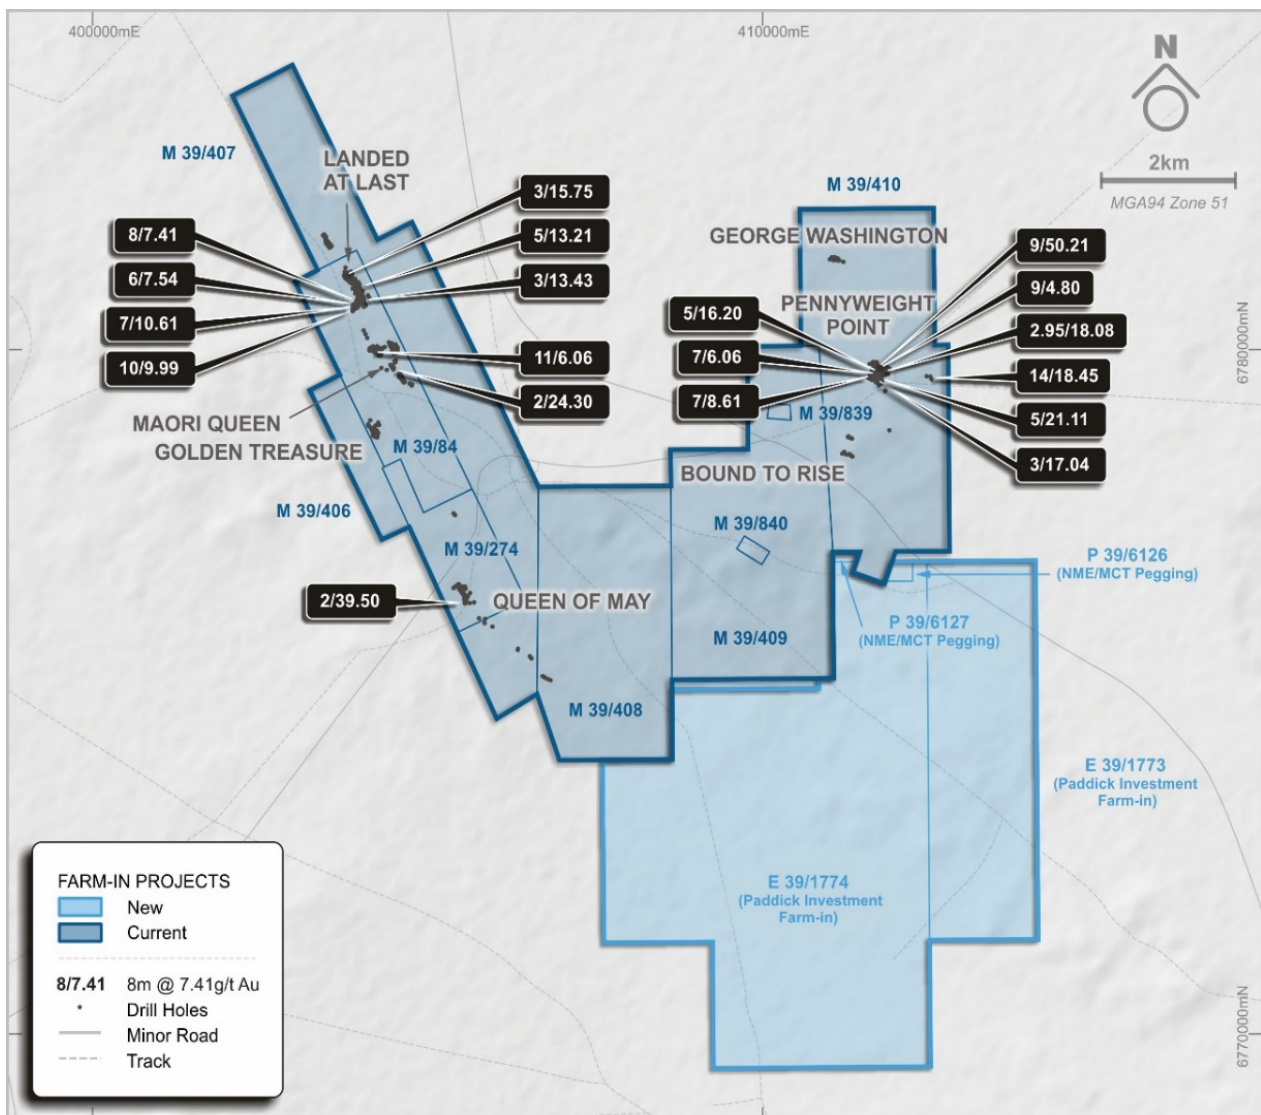 400000mE
410000mE
N
2km
MGA94 Zone 51
M 39/407
LANDED
AT LAST
3/15.75
M 39/410
8/7.41
5/13.21
GEORGE WASHINGTON
9/50.21
6/7.54
3/13.43
9/4.80
PENNYWEIGHT
POINT
5/16.20
7/10.61
2.95/18.08
6780000mN
10/9.99
11/6.06
7/6.06
14/18.45
2/24.30
7/8.61
M 39/839
5/21.11
MAORI QUEEN
GOLDEN TREASURE
M 39/84
3/17.04
BOUND TO RISE
M 39/406
M 39/840
M 39/274
P 39/6126
(NME/MCT Pegging)
2/39.50
QUEEN OF MAY
P 39/6127
(NME/MCT Pegging)
M 39/409
M 39/408
E 39/1773
(Paddick Investment
Farm-in)
E 39/1774
(Paddick Investment
Farm-in)
6770000mN
FARM-IN PROJECTS
New
Current
8/7.41 8m @ 7.41g/t Au
Drill Holes
Minor Road
Track